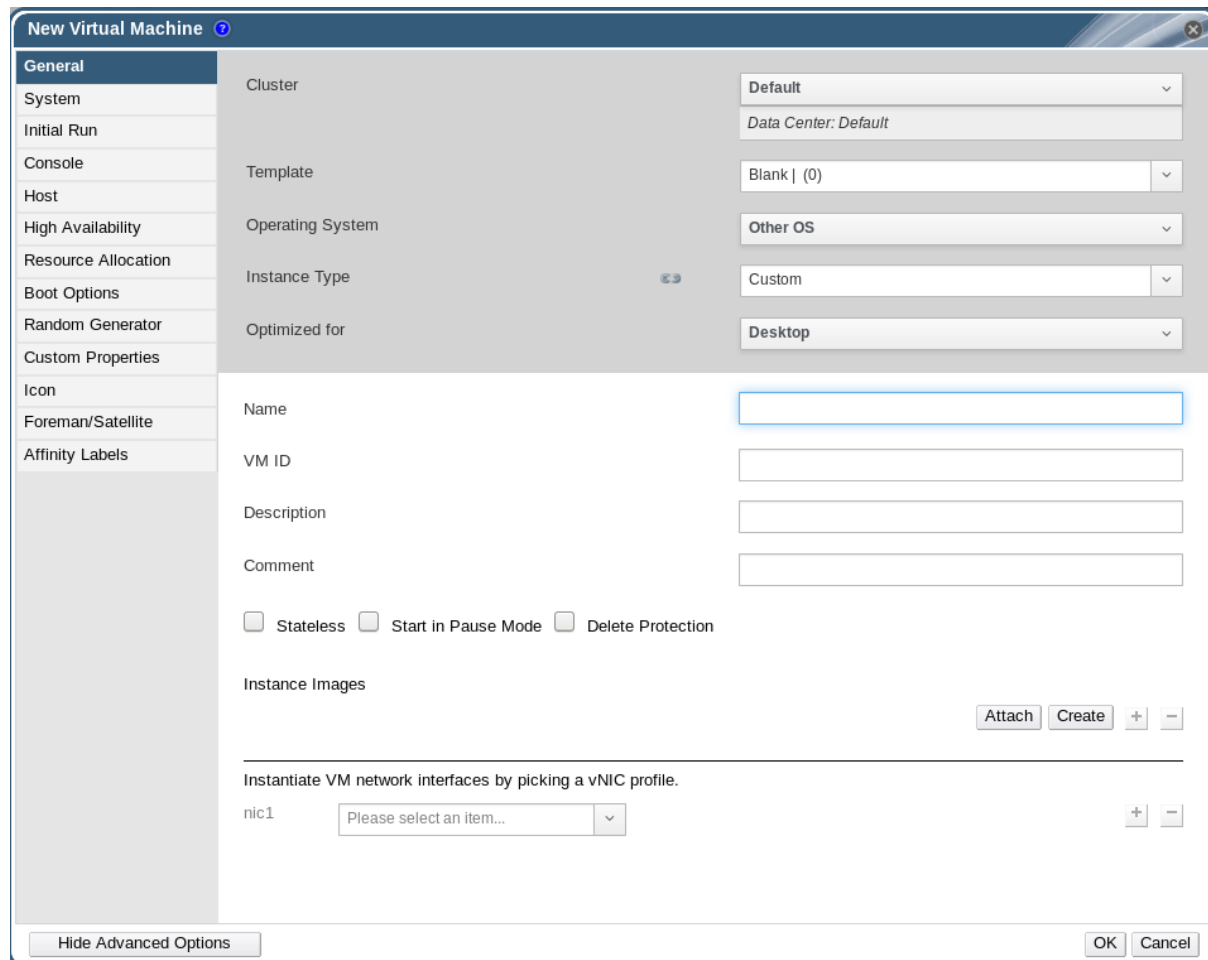 New Virtual Machine ?
General
System
Initial Run
Console
Host
High Availability
Resource Allocation
Boot Options
Random Generator
Custom Properties
Icon
Foreman/Satellite
Affinity Labels
Cluster Default
Data Center: Default
Template Blank | (0)
Operating System Other OS
Instance Type Custom
Optimized for Desktop
Name
VM ID
Description
Comment
Stateless Start in Pause Mode Delete Protection
Instance Images
Attach Create + −
Instantiate VM network interfaces by picking a vNIC profile.
nic1 Please select an item... + −
Hide Advanced Options OK Cancel